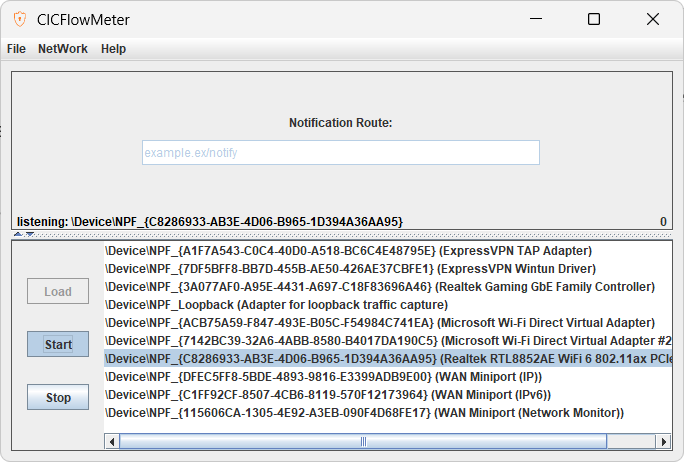 CICFlowMeter
File NetWork Help
Notification Route:
example.ex/notify
listening: \Device\NPF_{C8286933-AB3E-4D06-B965-1D394A36AA95} 0
\Device\NPF_{A1F7A543-C0C4-40D0-A518-BC6C4E48795E} (ExpressVPN TAP Adapter)
\Device\NPF_{7DF5BFF8-BB7D-455B-AE50-426AE37CBFE1} (ExpressVPN Wintun Driver)
\Device\NPF_{3A077AF0-A95E-4431-A697-C18F83696A46} (Realtek Gaming GbE Family Controller)
\Device\NPF_Loopback (Adapter for loopback traffic capture)
\Device\NPF_{ACB75A59-F847-493E-B05C-F54984C741EA} (Microsoft Wi-Fi Direct Virtual Adapter)
\Device\NPF_{7142BC39-32A6-4ABB-8580-B4017DA190C5} (Microsoft Wi-Fi Direct Virtual Adapter #2
\Device\NPF_{C8286933-AB3E-4D06-B965-1D394A36AA95} (Realtek RTL8852AE WiFi 6 802.11ax PCIe
\Device\NPF_{DFEC5FF8-5BDE-4893-9816-E3399ADB9E00} (WAN Miniport (IP))
\Device\NPF_{C1FF92CF-8507-4CB6-8119-570F12173964} (WAN Miniport (IPv6))
\Device\NPF_{115606CA-1305-4E92-A3EB-090F4D68FE17} (WAN Miniport (Network Monitor))
Load
Start
Stop